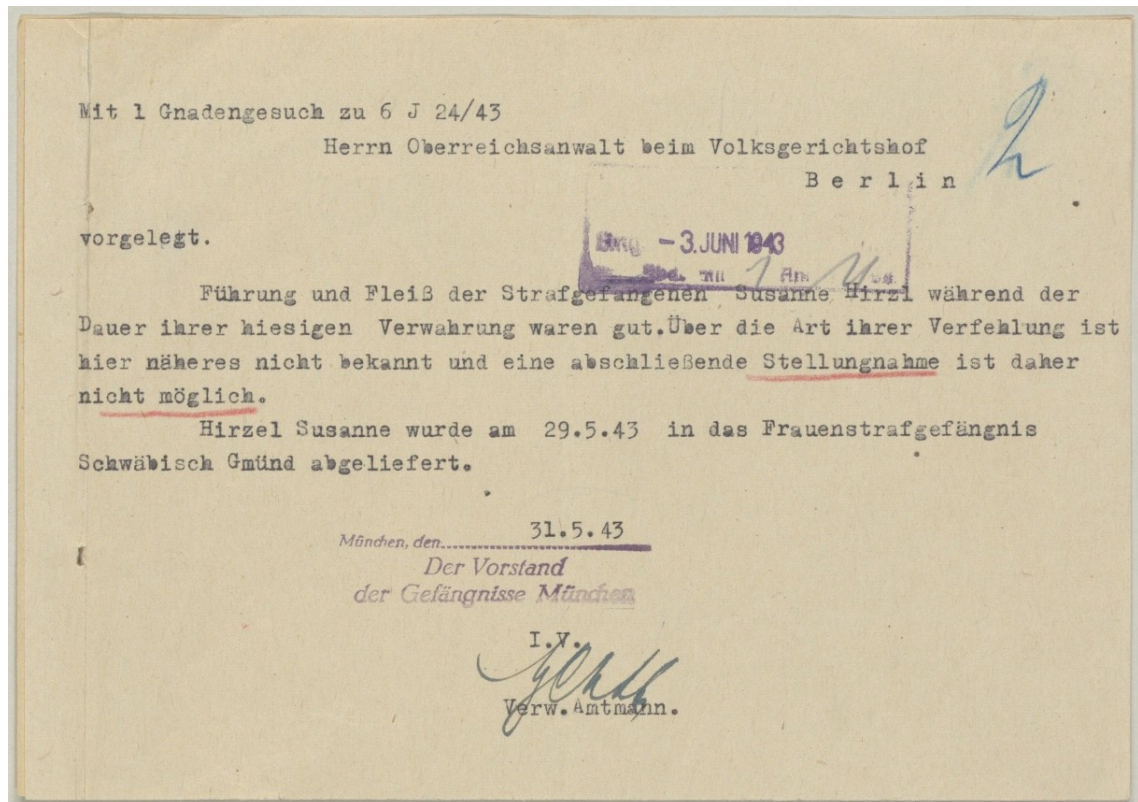 Mit 1 Gnadengesuch zu 6 J 24/43
2
Herrn Oberreichsanwalt beim Volksgerichtshof
Berlin
vorgelegt.
Eing. - 3. JUNI 1943
Führung und Fleiß der Strafgefangenen Susanne Hirzl während der
Dauer ihrer hiesigen Verwahrung waren gut.Über die Art ihrer Verfehlung ist
hier näheres nicht bekannt und eine abschließende Stellungnahme ist daher
nicht möglich.
Hirzel Susanne wurde am 29.5.43 in das Frauenstrafgefängnis
Schwäbisch Gmünd abgeliefert.
München, den 31.5.43
Der Vorstand
der Gefängnisse München
I.V.
Verw.Amtmann.